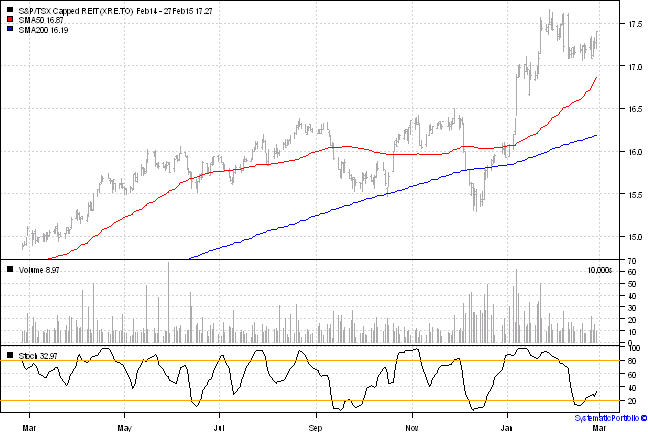 S&P/TSX Capped REIT (XRE.TO) Feb14 - 27Feb15 17.27
SMA50 16.87
SMA200 16.19
17.5
17.0
16.5
16.0
15.5
15.0
70
Volume 8.97
10,000s
60
50
40
30
20
10
0
Stoch 32.97
100
80
60
40
20
SystematicPortfolio ©
Mar May Jul Sep Nov Jan Mar